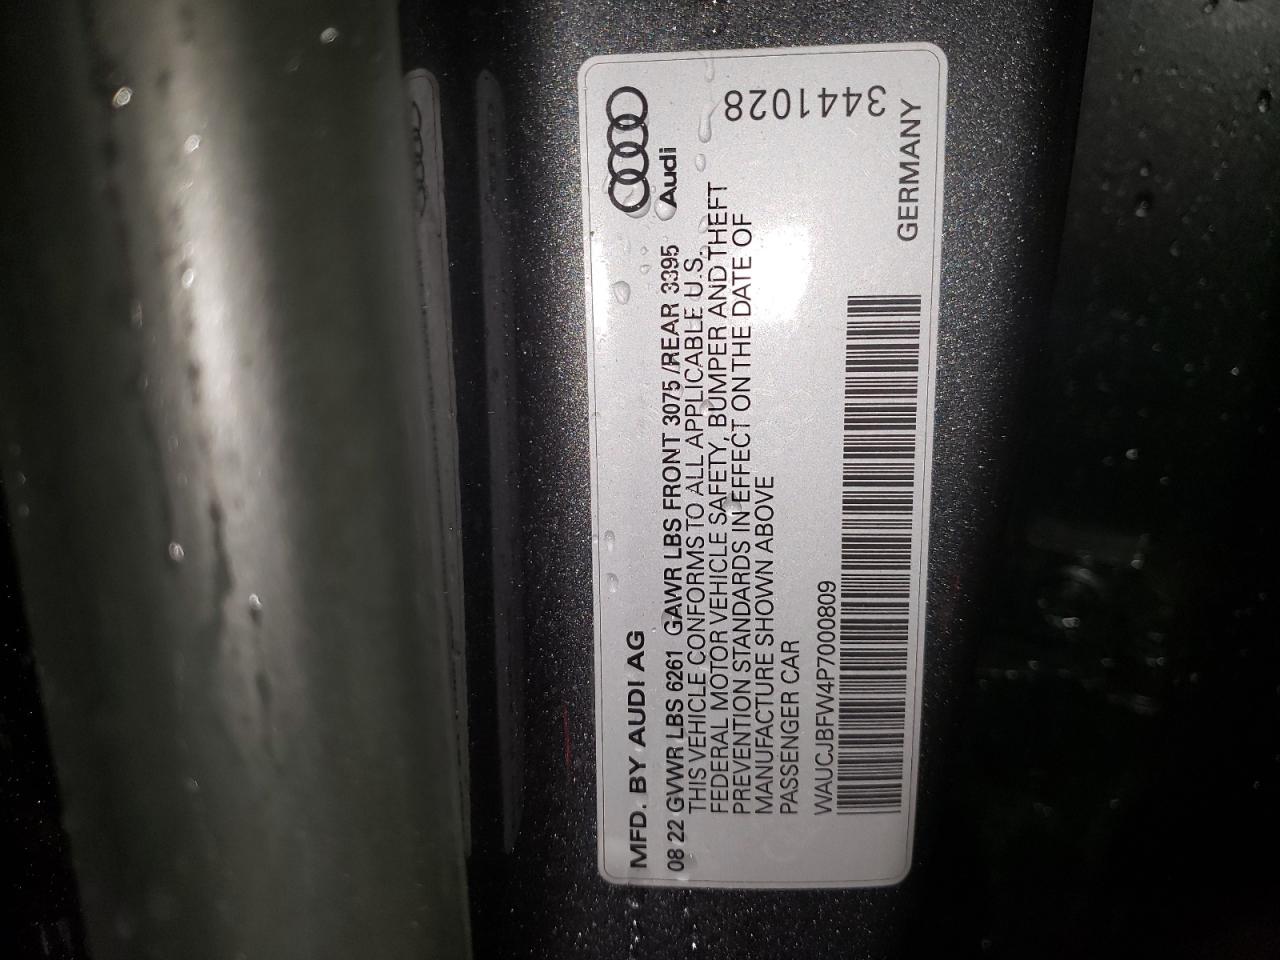 MFD. BY AUDI AG
Audi
08 22 GVWR LBS 6261 GAWR LBS FRONT 3075 /REAR 3395
THIS VEHICLE CONFORMS TO ALL APPLICABLE U.S.
FEDERAL MOTOR VEHICLE SAFETY, BUMPER AND THEFT
PREVENTION STANDARDS IN EFFECT ON THE DATE OF
MANUFACTURE SHOWN ABOVE
PASSENGER CAR
WAUCJBFW4P7000809
GERMANY
3441028